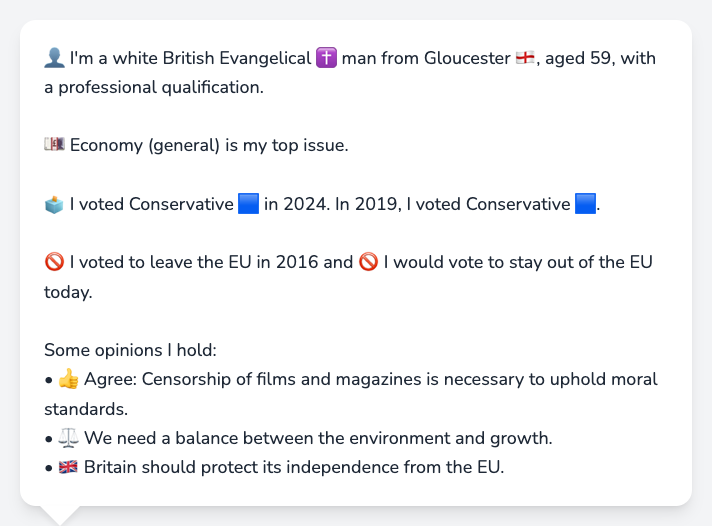 👤 I'm a white British Evangelical ✝️ man from Gloucester 🏴󠁧󠁢󠁥󠁮󠁧󠁿, aged 59, with
a professional qualification.
💷 Economy (general) is my top issue.
🗳️ I voted Conservative 🟦 in 2024. In 2019, I voted Conservative 🟦.
🚫 I voted to leave the EU in 2016 and 🚫 I would vote to stay out of the EU
today.
Some opinions I hold:
• 👍 Agree: Censorship of films and magazines is necessary to uphold moral
standards.
• ⚖️ We need a balance between the environment and growth.
• 🇬🇧 Britain should protect its independence from the EU.